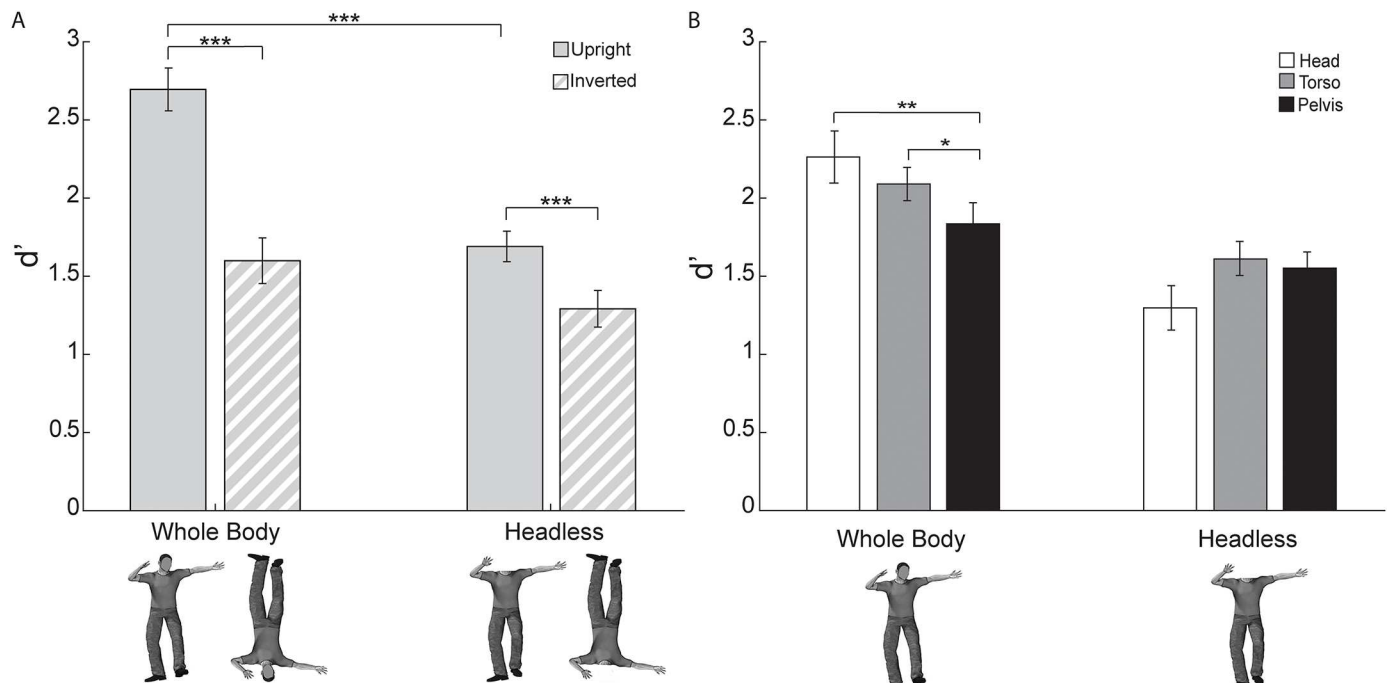 A
***
***
3
Upright
Inverted
2.5
2
***
1.5
d’
1
0.5
0
Whole Body
Headless
B
3
Head
Torso
Pelvis
**
2.5
*
2
1.5
d’
1
0.5
0
Whole Body
Headless